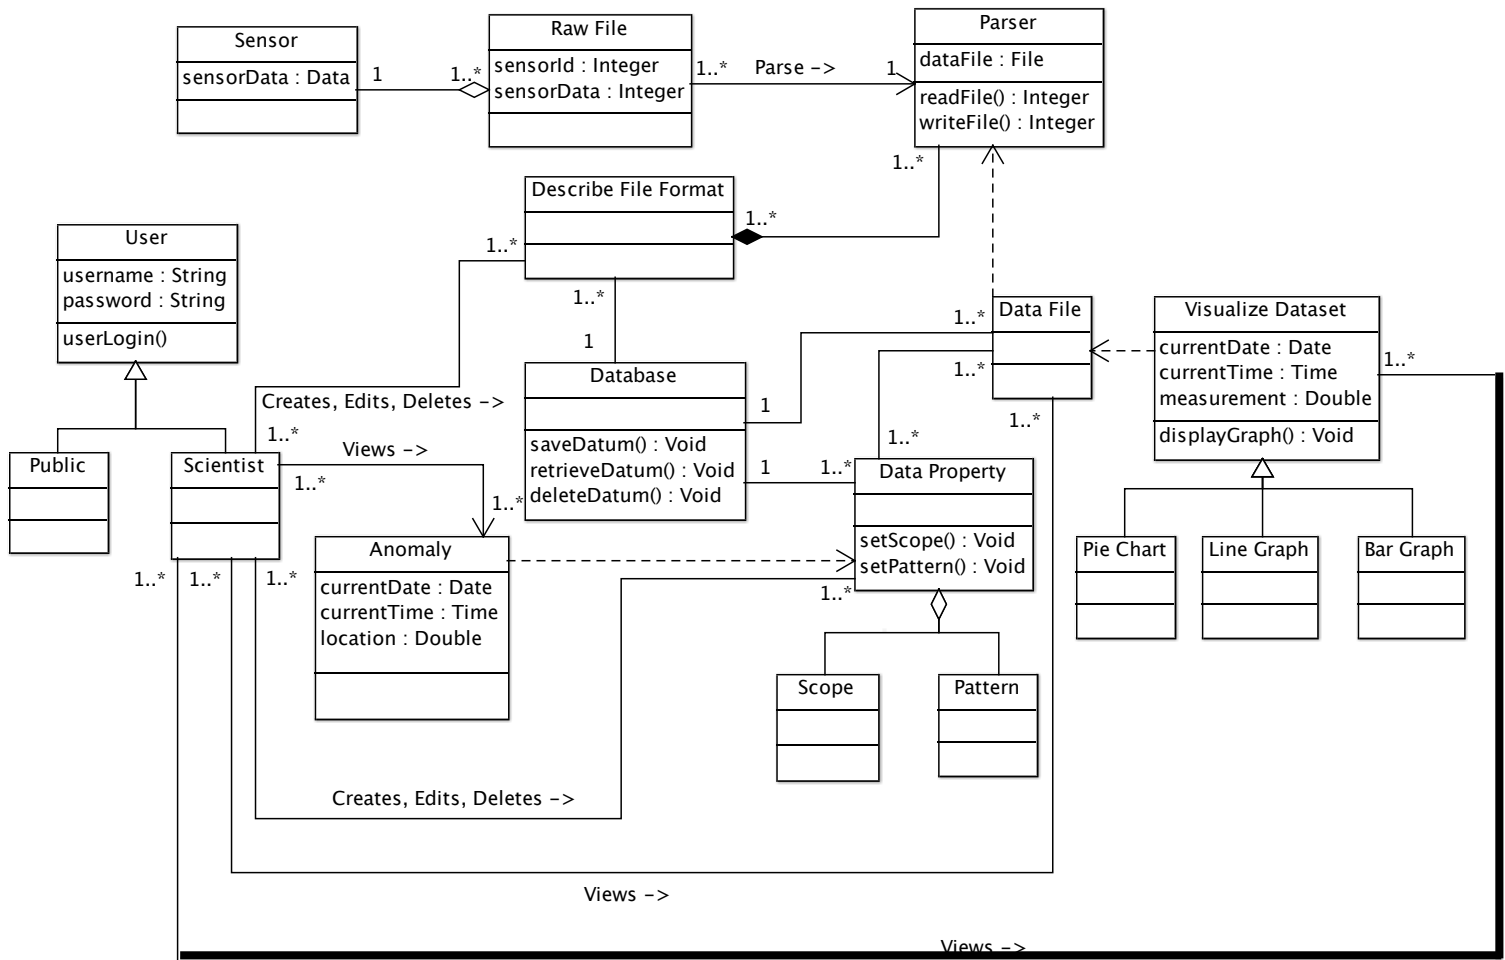 Sensor
sensorData : Data
1
1..*
Raw File
sensorId : Integer
sensorData : Integer
1..*
Parse ->
1
Parser
dataFile : File
readFile() : Integer
writeFile() : Integer
1..*
Describe File Format
1..*
1..*
1..*
1
User
username : String
password : String
userLogin()
Public
Scientist
Creates, Edits, Deletes ->
1..*
Views ->
1..*
1..*
Database
saveDatum() : Void
retrieveDatum() : Void
deleteDatum() : Void
1
1
1..*
Data File
1..*
1..*
1..*
1..*
Visualize Dataset
currentDate : Date
currentTime : Time
measurement : Double
displayGraph() : Void
1..*
Data Property
setScope() : Void
setPattern() : Void
1..*
Anomaly
currentDate : Date
currentTime : Time
location : Double
1..*
1..*
1..*
Pie Chart
Line Graph
Bar Graph
Scope
Pattern
Creates, Edits, Deletes ->
Views ->
Views ->